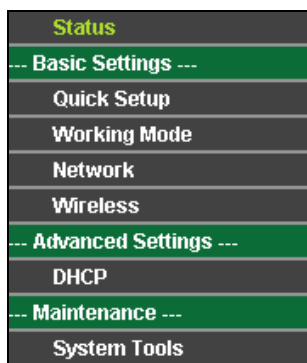 Status
--- Basic Settings ---
Quick Setup
Working Mode
Network
Wireless
--- Advanced Settings ---
DHCP
--- Maintenance ---
System Tools